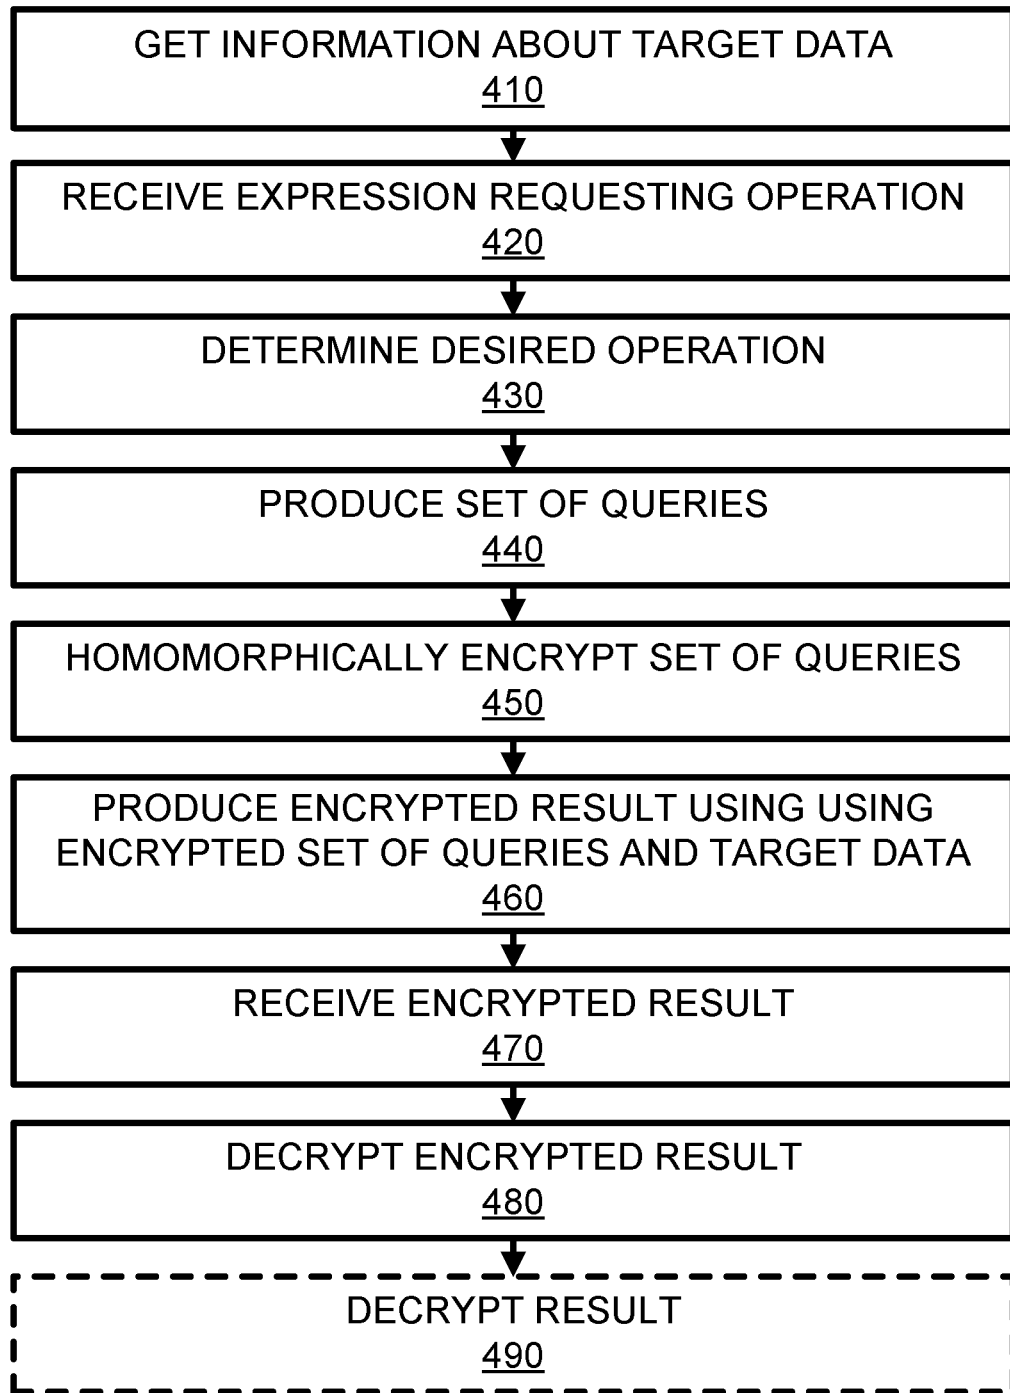 GET INFORMATION ABOUT TARGET DATA
410
RECEIVE EXPRESSION REQUESTING OPERATION
420
DETERMINE DESIRED OPERATION
430
PRODUCE SET OF QUERIES
440
HOMOMORPHICALLY ENCRYPT SET OF QUERIES
450
PRODUCE ENCRYPTED RESULT USING USING
ENCRYPTED SET OF QUERIES AND TARGET DATA
460
RECEIVE ENCRYPTED RESULT
470
DECRYPT ENCRYPTED RESULT
480
DECRYPT RESULT
490